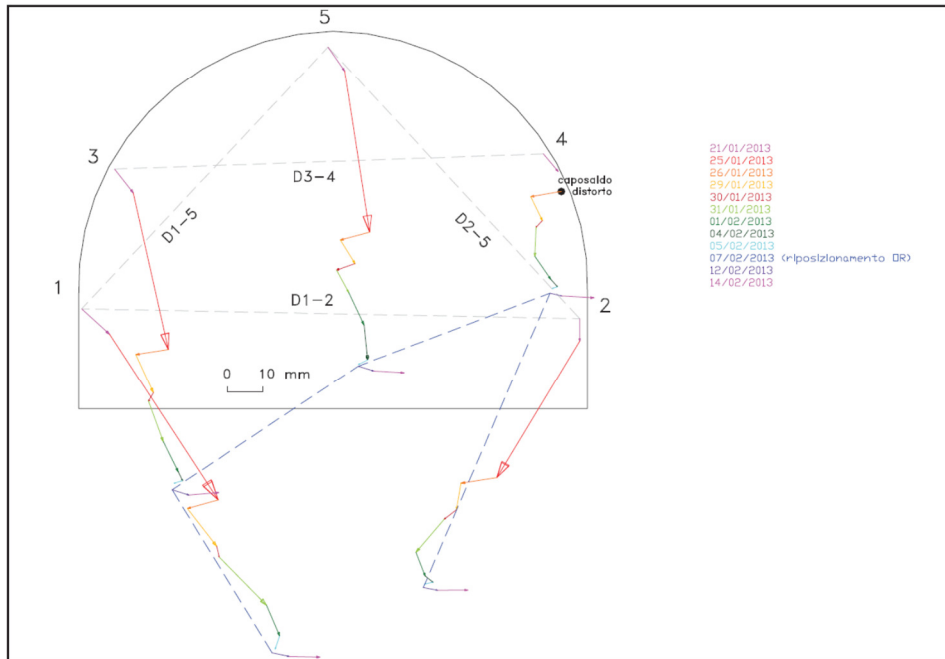 5
4
3
caposaldo
distorto
D3-4
D1-5
D2-5
1
D1-2
2
0 10 mm
21/01/2013
25/01/2013
26/01/2013
29/01/2013
30/01/2013
31/01/2013
01/02/2013
04/02/2013
05/02/2013
07/02/2013 (riposizionamento OR)
12/02/2013
14/02/2013